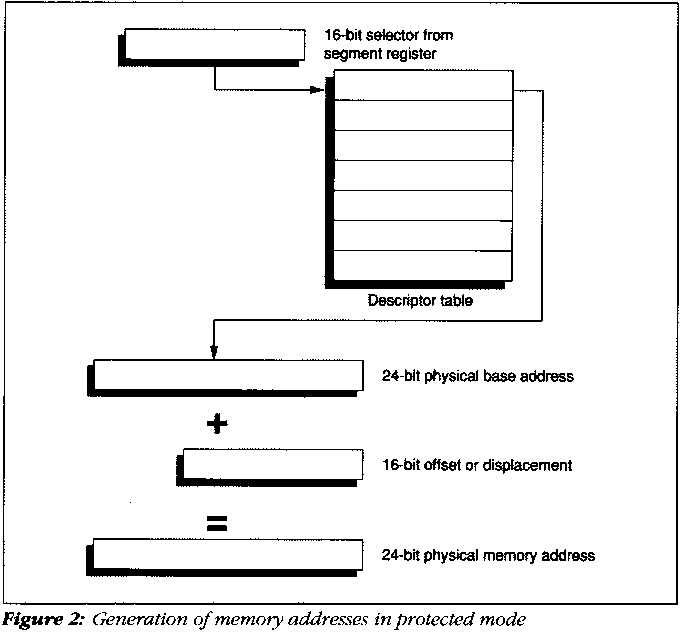 16-bit selector from
segment register
Descriptor table
24-bit physical base address
+
16-bit offset or displacement
=
24-bit physical memory address
Figure 2: Generation of memory addresses in protected mode